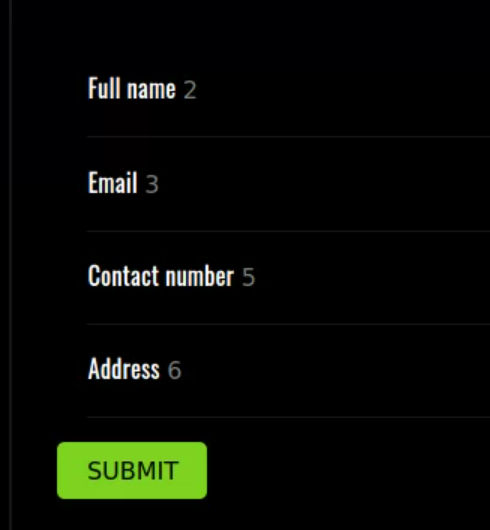 Full name 2
Email 3
Contact number 5
Address 6
SUBMIT